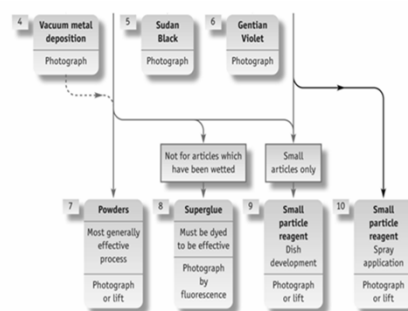 4
Vacuum metal
deposition
Photograph
5
Sudan
Black
Photograph
6
Gentian
Violet
Photograph
Not for articles which
have been wetted
Small
articles only
7
Powders
Most generally
effective
process
Photograph
or lift
8
Superglue
Must be dyed
to be effective
Photograph
by
fluorescence
9
Small
particle
reagent
Dish
development
Photograph
or lift
10
Small
particle
reagent
Spray
application
Photograph
or lift